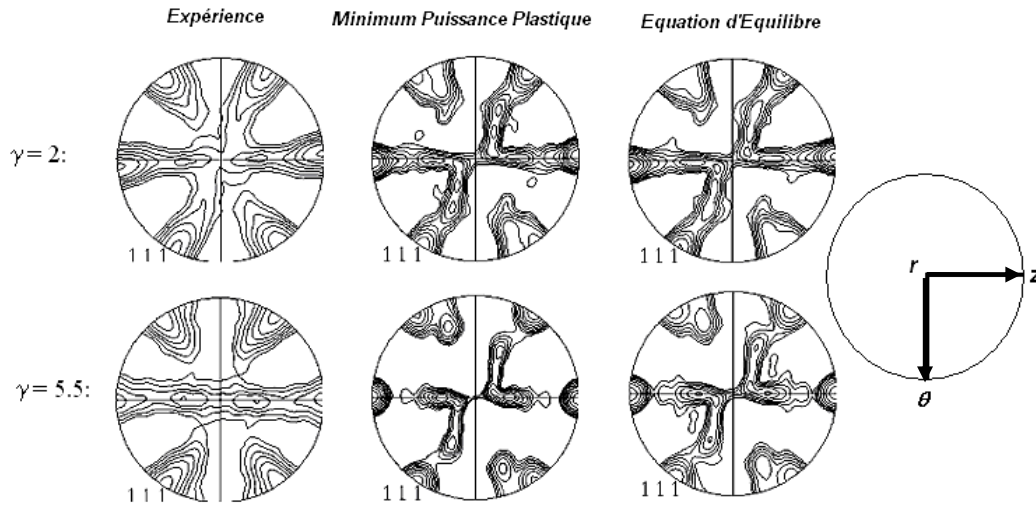 Expérience Minimum Puissance Plastique Equation d'Equilibre
γ = 2:
1 1 1 1 1 1 1 1 1
r z
θ
γ = 5.5:
1 1 1 1 1 1 1 1 1